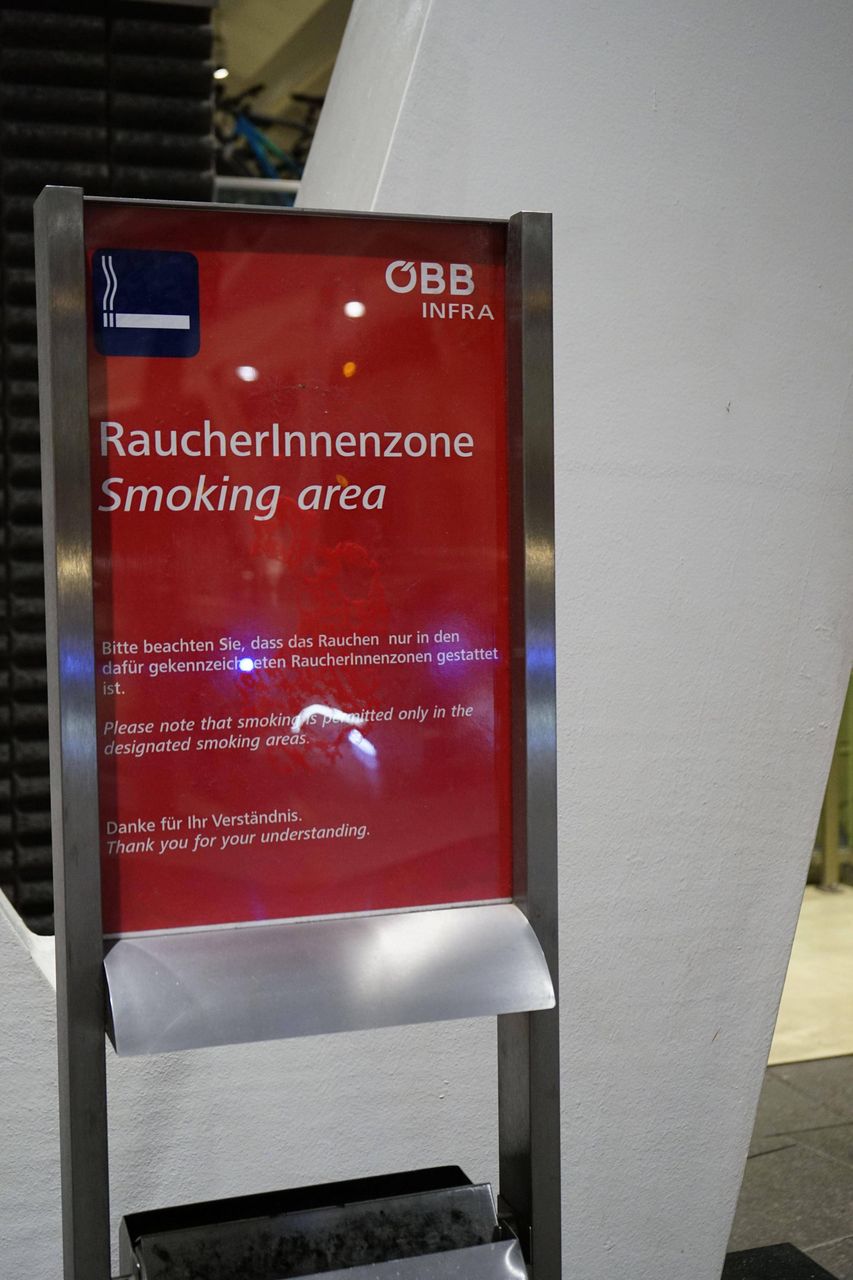 ÖBB
INFRA
RaucherInnenzone
Smoking area
Bitte beachten Sie, dass das Rauchen nur in den
dafür gekennzeichneten RaucherInnenzonen gestattet
ist.
Please note that smoking is permitted only in the
designated smoking areas.
Danke für Ihr Verständnis.
Thank you for your understanding.